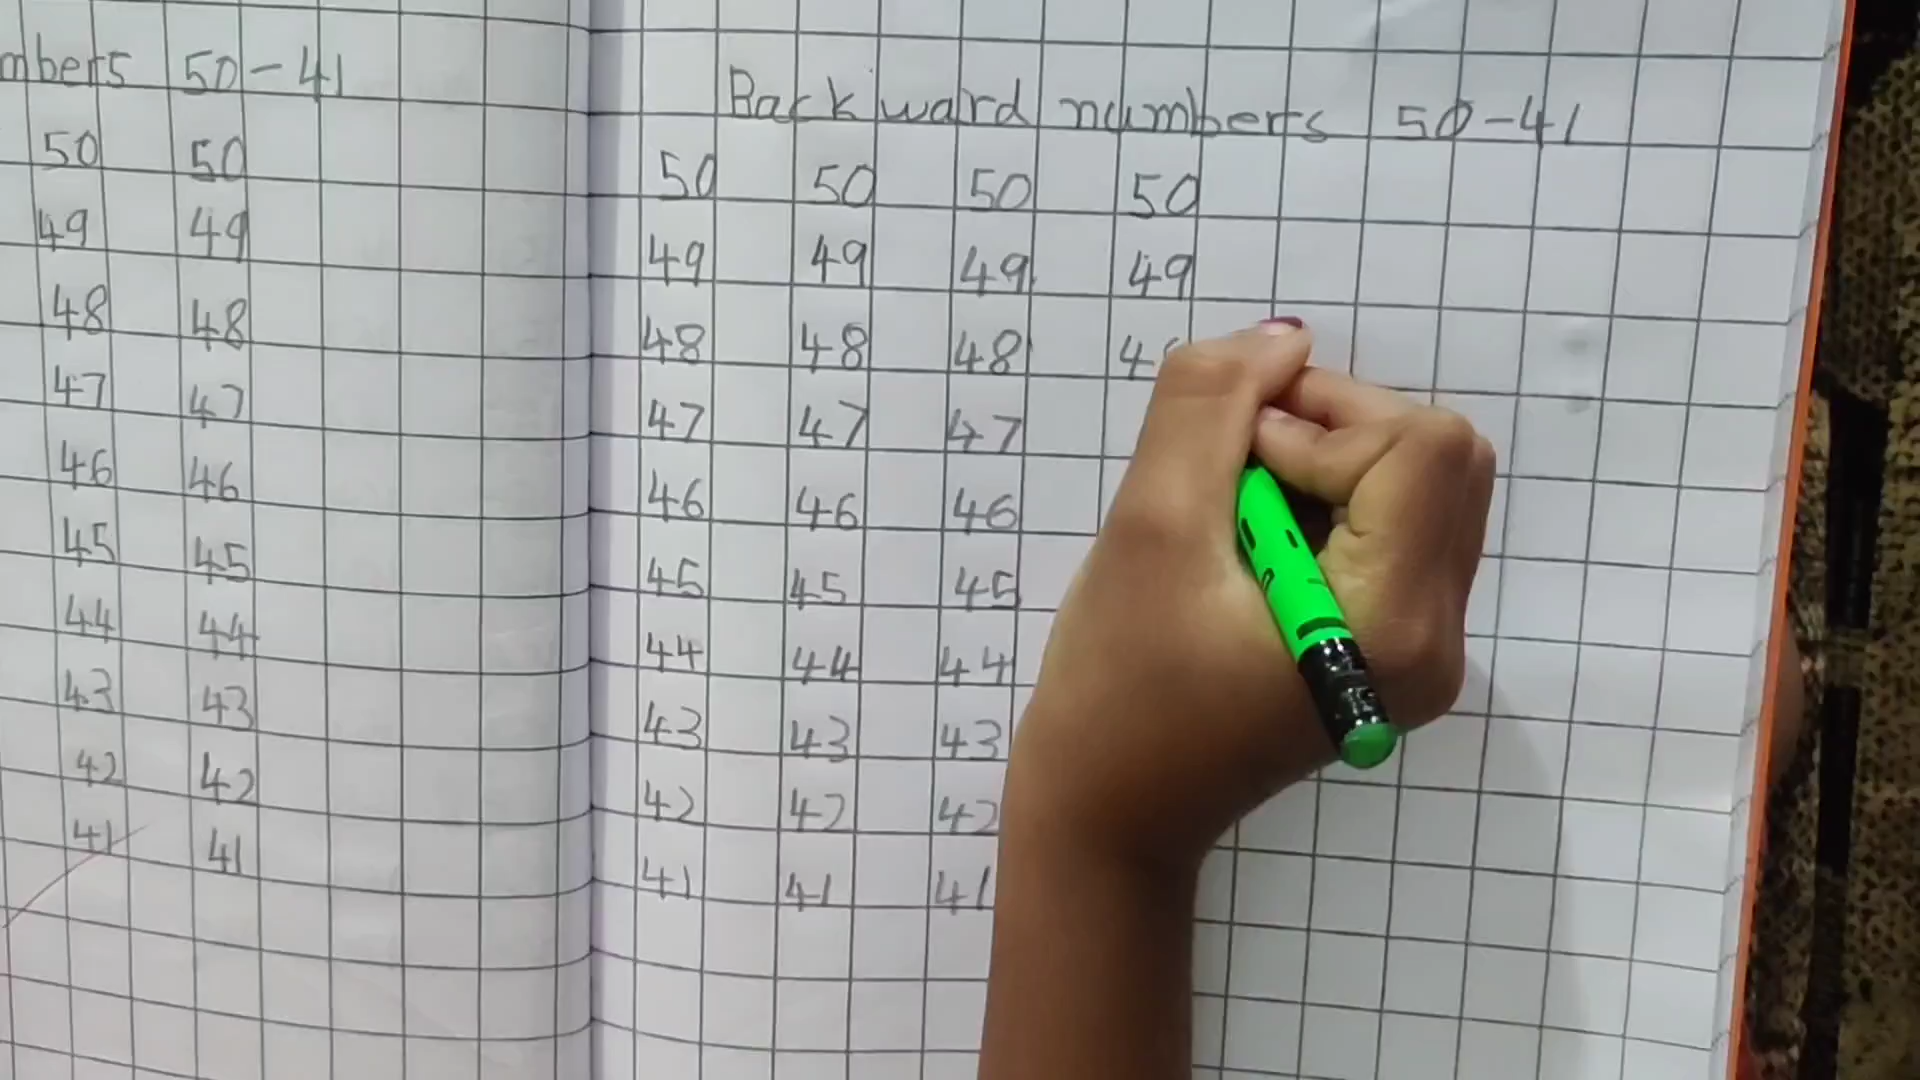 mbers 50-41
50 50
49 49
48 48
47 47
46 46
45 45
44 44
43 43
42 42
41 41
Backward numbers 50-41
50 50 50 50
49 49 49 49
48 48 48 4
47 47 47
46 46 46
45 45 45
44 44 44
43 43 43
42 42 42
41 41 41